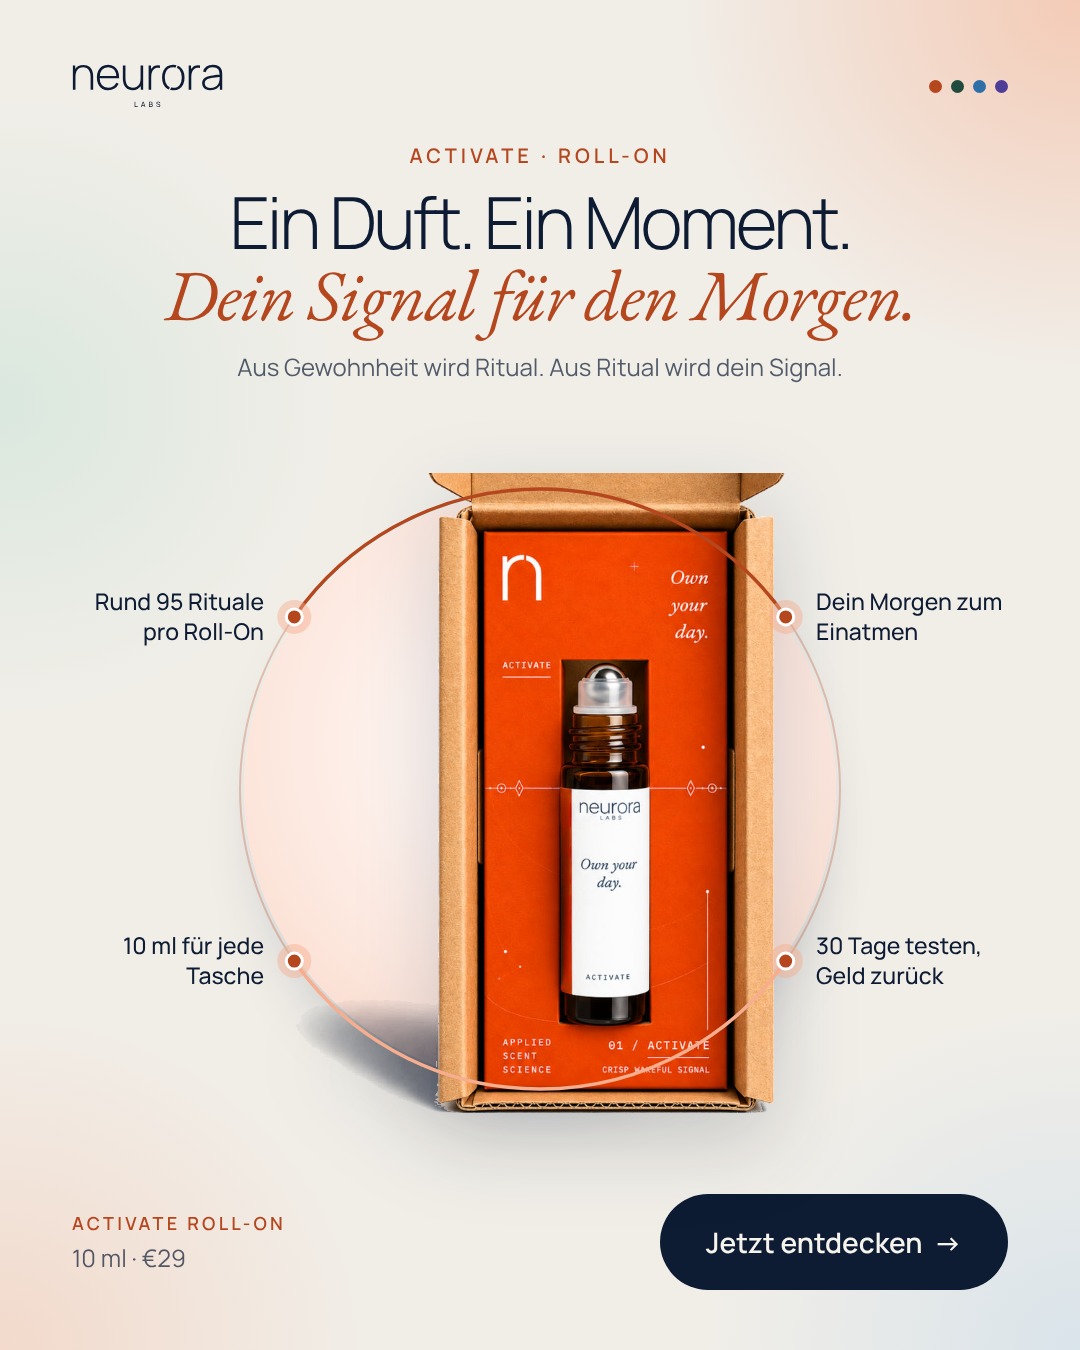 neurora
LABS
ACTIVATE · ROLL-ON
Ein Duft. Ein Moment.
Dein Signal für den Morgen.
Aus Gewohnheit wird Ritual. Aus Ritual wird dein Signal.
Rund 95 Rituale
pro Roll-On
Dein Morgen zum
Einatmen
n
Own
your
day.
ACTIVATE
neurora
LABS
Own your
day.
ACTIVATE
10 ml für jede
Tasche
30 Tage testen,
Geld zurück
APPLIED
SCENT
SCIENCE
01 / ACTIVATE
CRISP WAKEFUL SIGNAL
ACTIVATE ROLL-ON
10 ml · €29
Jetzt entdecken →